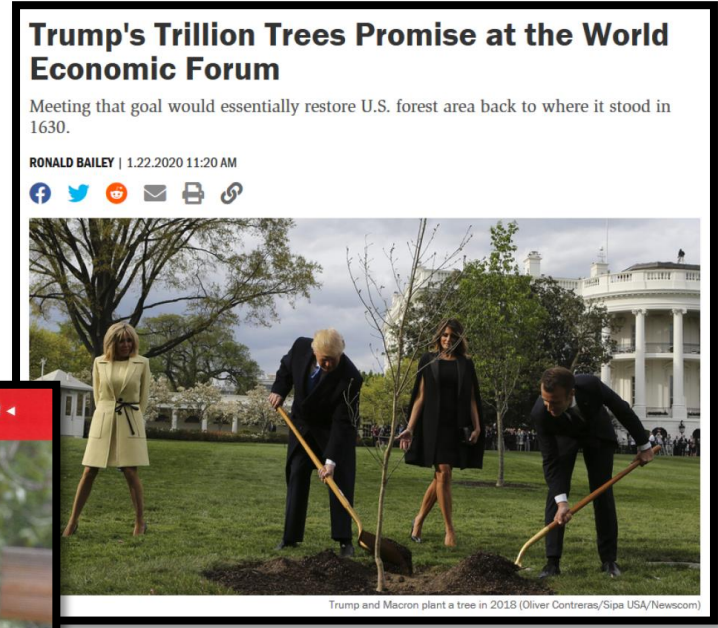 Trump's Trillion Trees Promise at the World
Economic Forum
Meeting that goal would essentially restore U.S. forest area back to where it stood in
1630.
RONALD BAILEY | 1.22.2020 11:20 AM
Trump and Macron plant a tree in 2018 (Oliver Contreras/Sipa USA/Newscom)